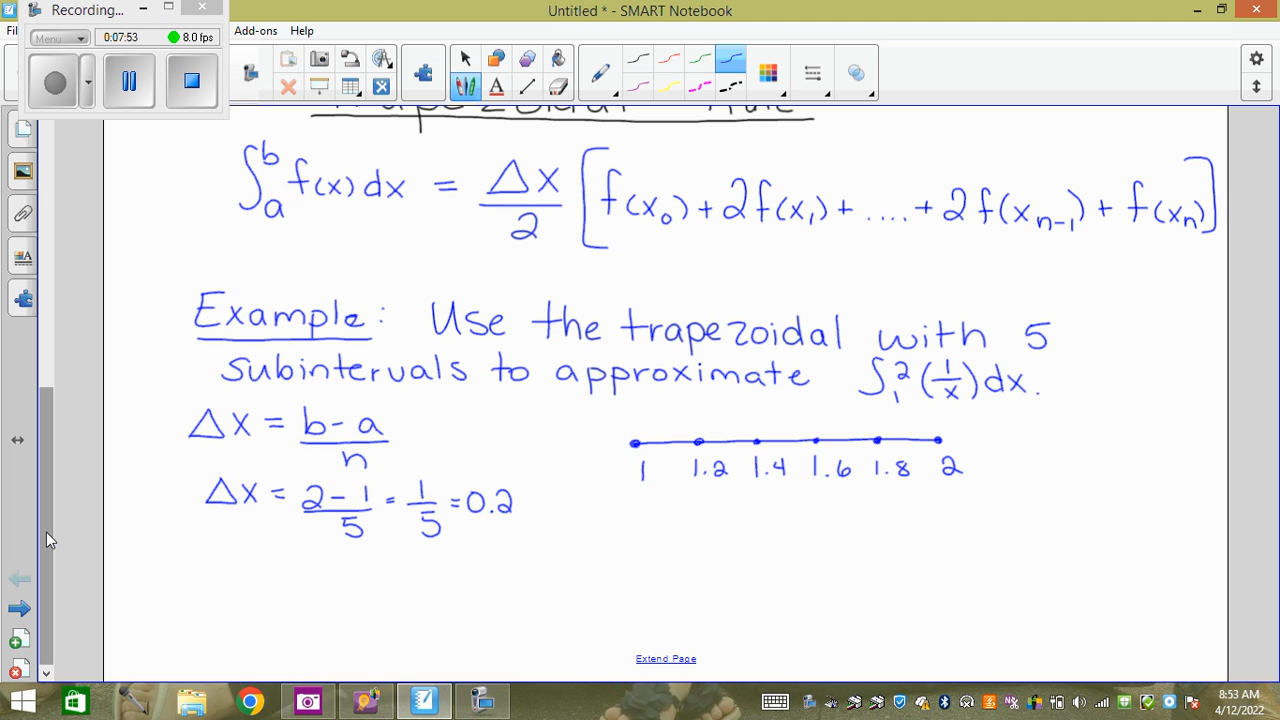 Recording...
Untitled * - SMART Notebook
Menu
0:07:53
8.0 fps
Add-ons
Help
∫ₐᵇ f(x)dx = Δx/2 [f(x₀)+2f(x₁)+....+2f(xₙ₋₁)+f(xₙ)]
Example: Use the trapezoidal with 5
subintervals to approximate ∫₁² (1/x)dx.
Δx = b-a/n
1 1.2 1.4 1.6 1.8 2
Δx = 2-1/5 = 1/5 = 0.2
Extend Page
8:53 AM
4/12/2022